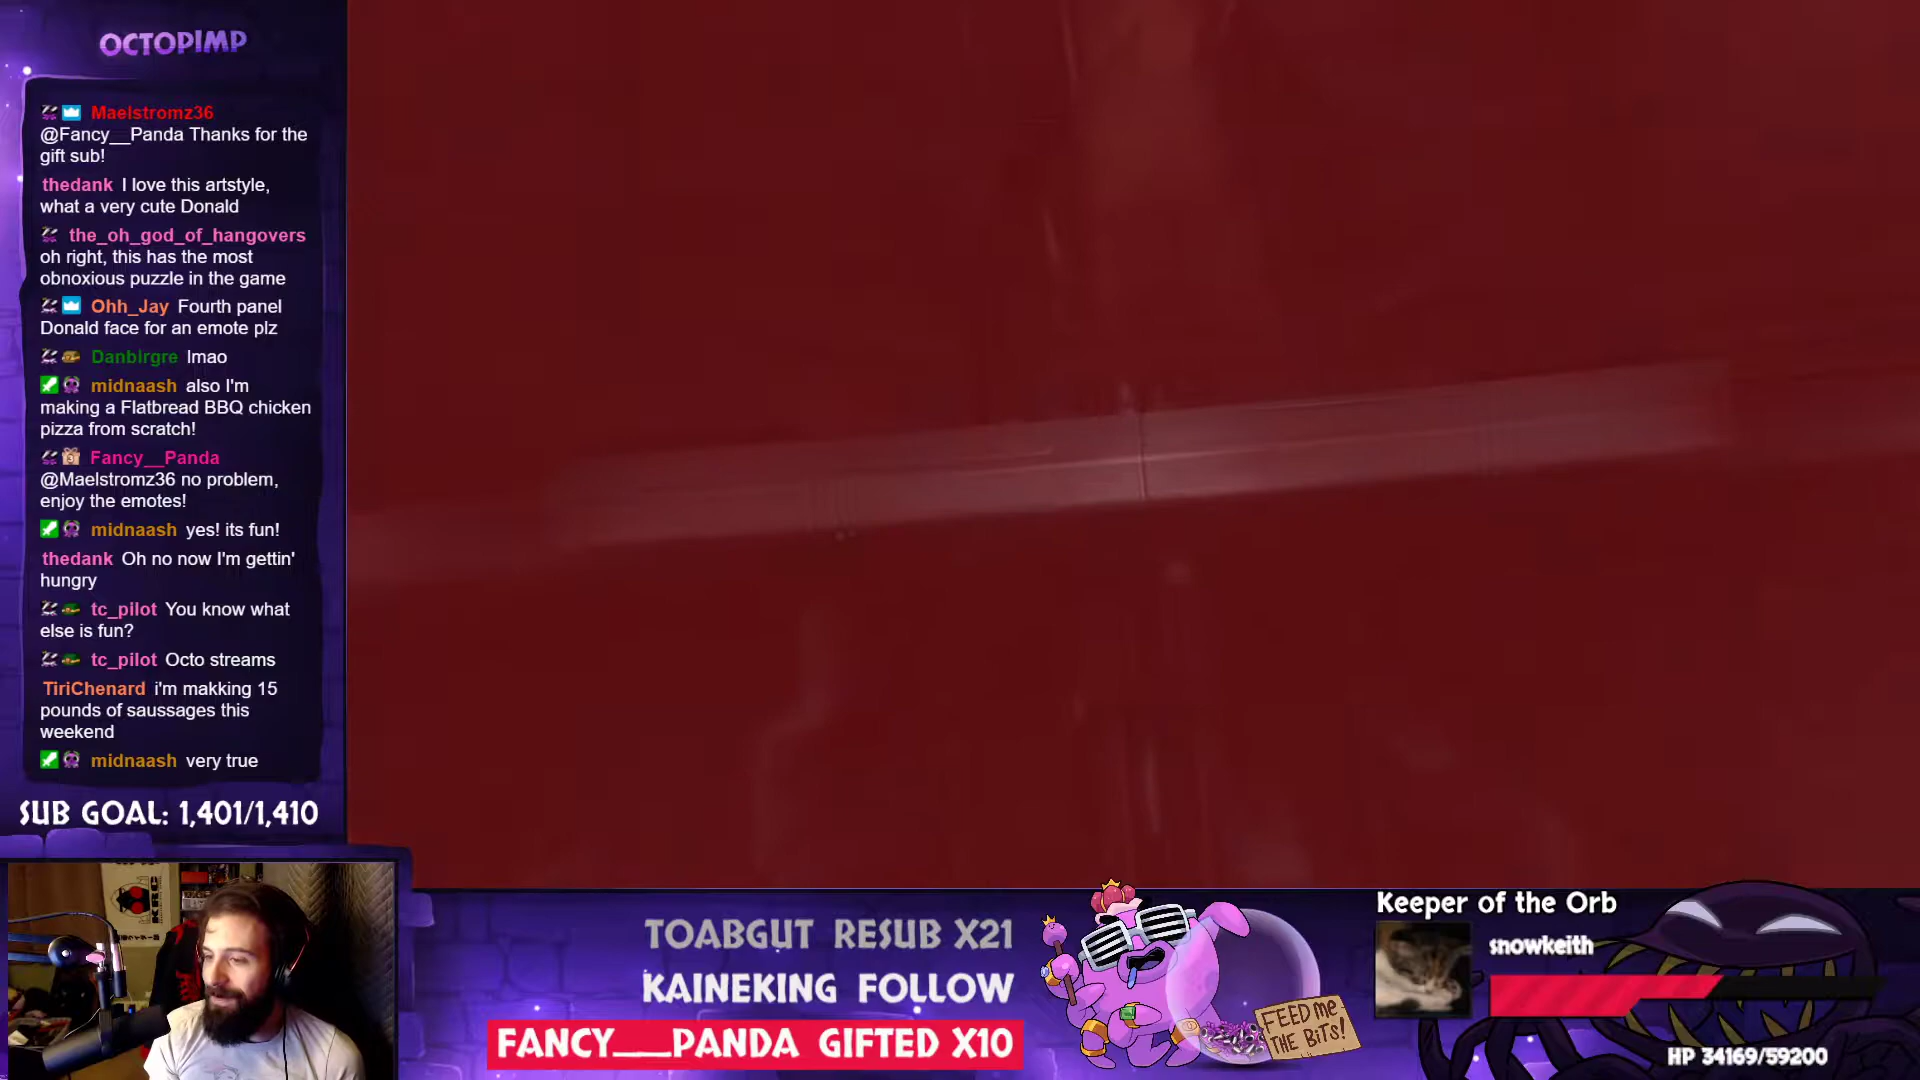 OCTOPIMP
Maelstromz36
@Fancy__Panda Thanks for the
gift sub!
thedank I love this artstyle,
what a very cute Donald
the_oh_god_of_hangovers
oh right, this has the most
obnoxious puzzle in the game
Ohh_Jay Fourth panel
Donald face for an emote plz
Danbirgre lmao
midnaash also I'm
making a Flatbread BBQ chicken
pizza from scratch!
Fancy__Panda
@Maelstromz36 no problem,
enjoy the emotes!
midnaash yes! its fun!
thedank Oh no now I'm gettin'
hungry
tc_pilot You know what
else is fun?
tc_pilot Octo streams
TiriChenard i'm makking 15
pounds of saussages this
weekend
midnaash very true
SUB GOAL: 1,401/1,410
TOABGUT RESUB X21
KAINEKING FOLLOW
FANCY__PANDA GIFTED X10
FEED ME
THE BITS!
Keeper of the Orb
snowkeith
HP 34169/59200